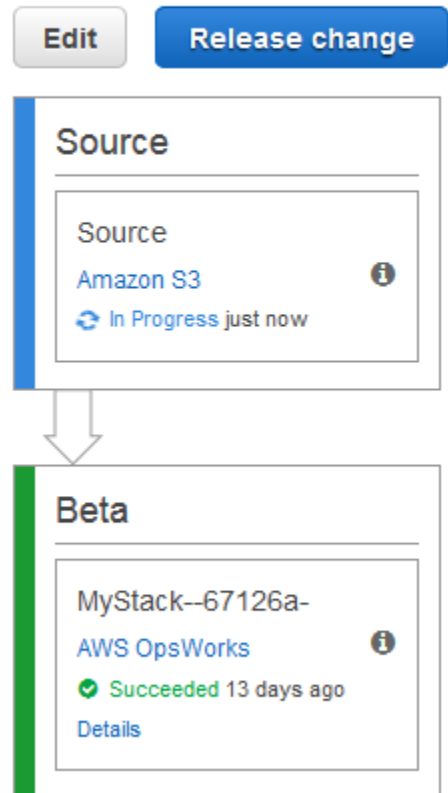 Edit
Release change
Source
Source
Amazon S3
In Progress just now
Beta
MyStack--67126a-
AWS OpsWorks
Succeeded 13 days ago
Details